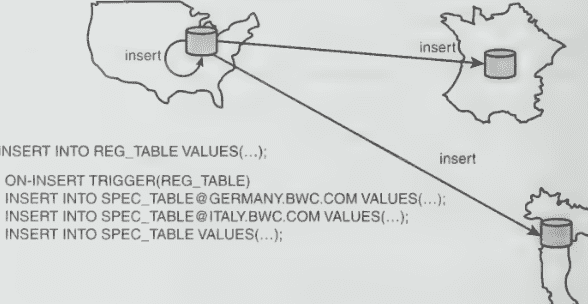 insert
insert
insert
INSERT INTO REG_TABLE VALUES(...);
ON-INSERT TRIGGER(REG_TABLE)
INSERT INTO SPEC_TABLE@GERMANY.BWC.COM VALUES(...);
INSERT INTO SPEC_TABLE@ITALY.BWC.COM VALUES(...);
INSERT INTO SPEC_TABLE VALUES(...);